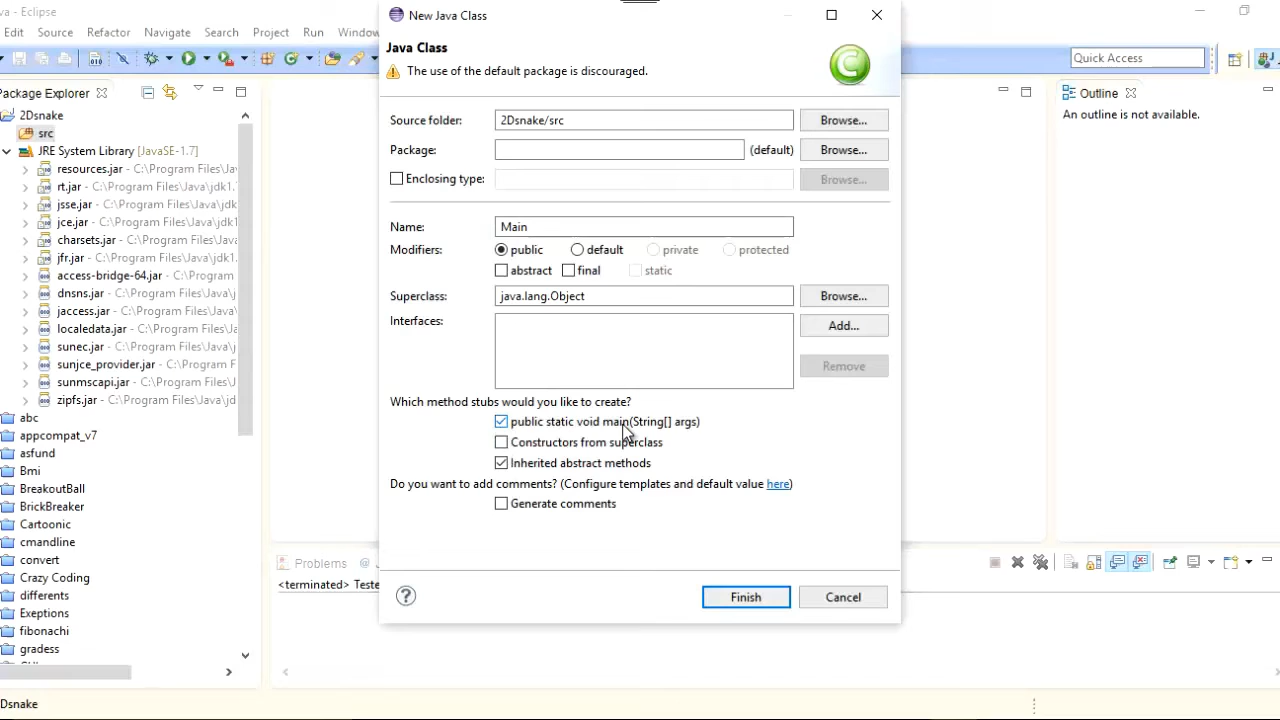 va - Eclipse
Edit Source Refactor Navigate Search Project Run Window
Quick Access
Package Explorer
2Dsnake
src
JRE System Library [JavaSE-1.7]
resources.jar - C:\Program Files\Jav
rt.jar - C:\Program Files\Java\jdk1.7
jsse.jar - C:\Program Files\Java\jdk1
jce.jar - C:\Program Files\Java\jdk1.
charsets.jar - C:\Program Files\Java
jfr.jar - C:\Program Files\Java\jdk1.
access-bridge-64.jar - C:\Program
dnsns.jar - C:\Program Files\Java\j
jaccess.jar - C:\Program Files\Java\
localedata.jar - C:\Program Files\J
sunec.jar - C:\Program Files\Java\j
sunjce_provider.jar - C:\Program F
sunmscapi.jar - C:\Program Files\J
zipfs.jar - C:\Program Files\Java\jd
abc
appcompat_v7
asfund
Bmi
BreakoutBall
BrickBreaker
Cartoonic
cmandline
convert
Crazy Coding
differents
Exeptions
fibonachi
gradess
Dsnake
New Java Class
Java Class
The use of the default package is discouraged.
Source folder: 2Dsnake/src Browse...
Package: (default) Browse...
Enclosing type: Browse...
Name: Main
Modifiers: public default private protected
abstract final static
Superclass: java.lang.Object Browse...
Interfaces: Add...
Remove
Which method stubs would you like to create?
public static void main(String[] args)
Constructors from superclass
Inherited abstract methods
Do you want to add comments? (Configure templates and default value here)
Generate comments
Finish Cancel
Problems @
<terminated> Teste
Outline
An outline is not available.